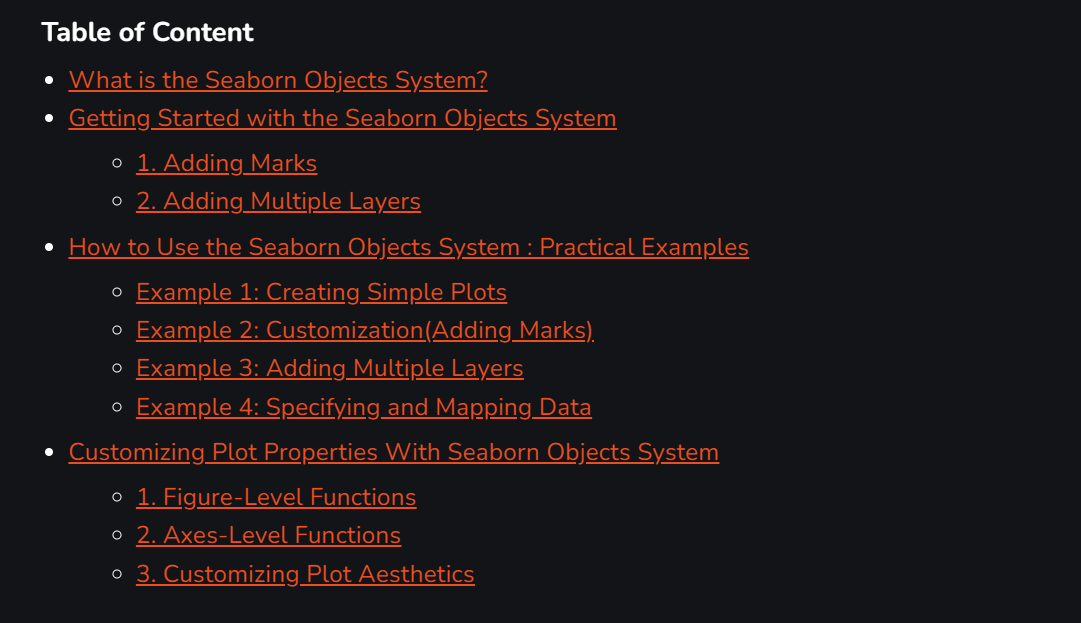 Table of Content
What is the Seaborn Objects System?
Getting Started with the Seaborn Objects System
1. Adding Marks
2. Adding Multiple Layers
How to Use the Seaborn Objects System : Practical Examples
Example 1: Creating Simple Plots
Example 2: Customization(Adding Marks)
Example 3: Adding Multiple Layers
Example 4: Specifying and Mapping Data
Customizing Plot Properties With Seaborn Objects System
1. Figure-Level Functions
2. Axes-Level Functions
3. Customizing Plot Aesthetics